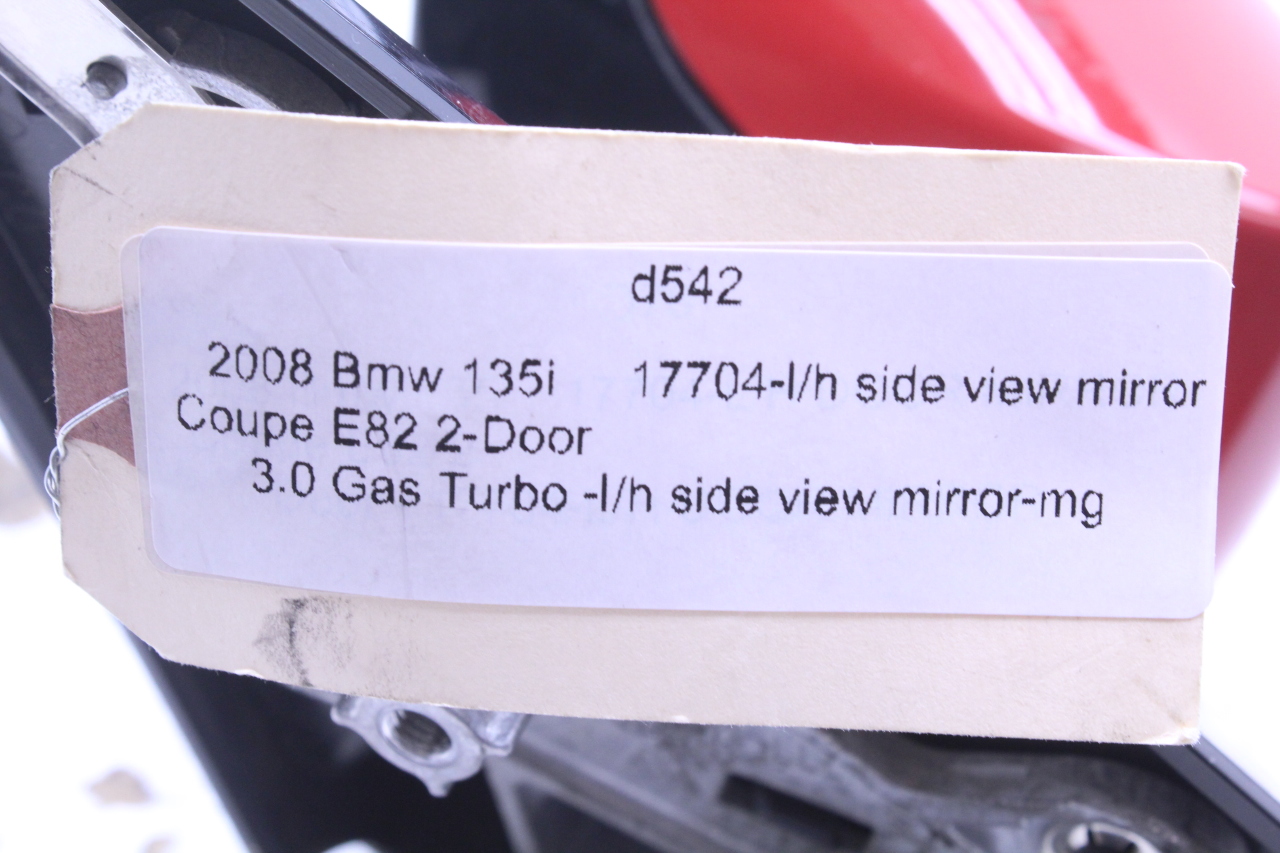 d542
2008 Bmw 135i 17704-l/h side view mirror
Coupe E82 2-Door
3.0 Gas Turbo -l/h side view mirror-mg